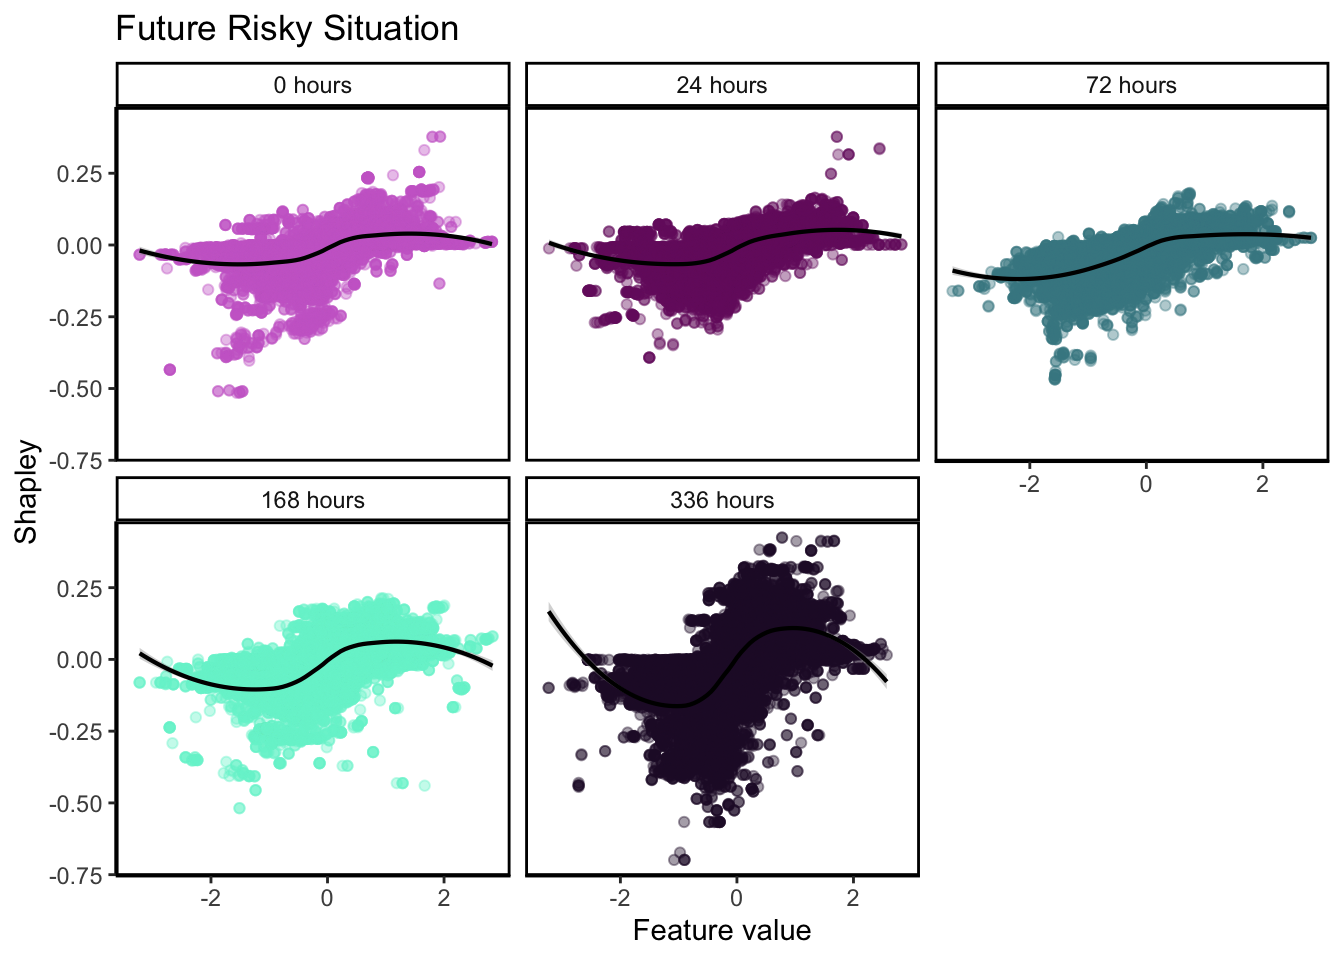 Future Risky Situation
0 hours
24 hours
72 hours
0.25
0.00
-0.25
-0.50
-0.75
-2 0 2
168 hours
336 hours
0.25
0.00
-0.25
-0.50
-0.75
-2 0 2
-2 0 2
Shapley
Feature value